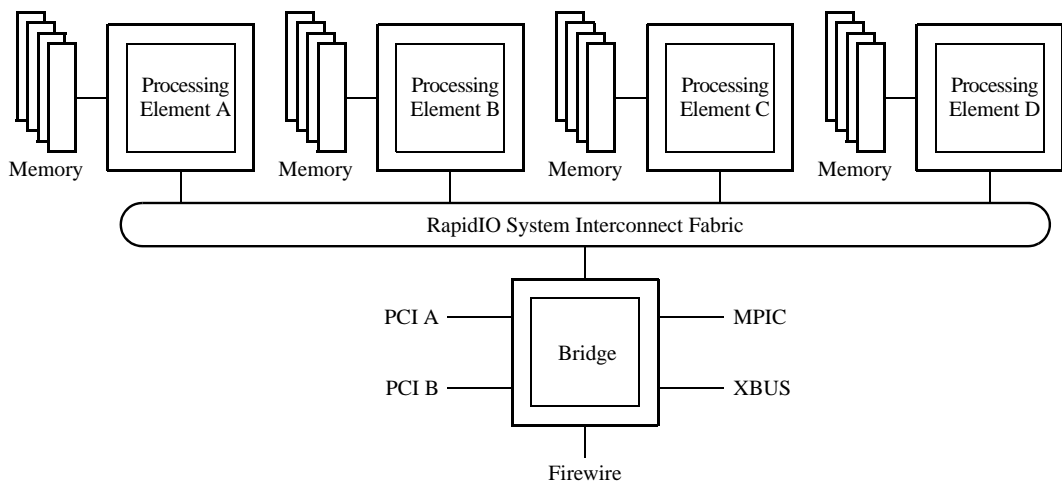 Processing
Element A
Processing
Element B
Processing
Element C
Processing
Element D
Memory
Memory
Memory
Memory
RapidIO System Interconnect Fabric
PCI A
MPIC
Bridge
PCI B
XBUS
Firewire